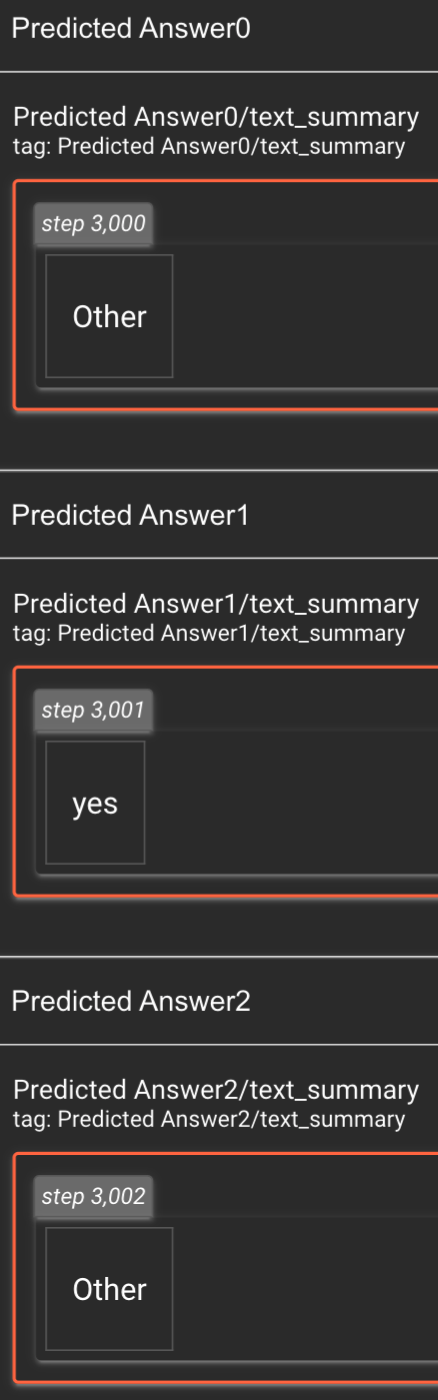 Predicted Answer0
Predicted Answer0/text_summary
tag: Predicted Answer0/text_summary
step 3,000
Other
Predicted Answer1
Predicted Answer1/text_summary
tag: Predicted Answer1/text_summary
step 3,001
yes
Predicted Answer2
Predicted Answer2/text_summary
tag: Predicted Answer2/text_summary
step 3,002
Other